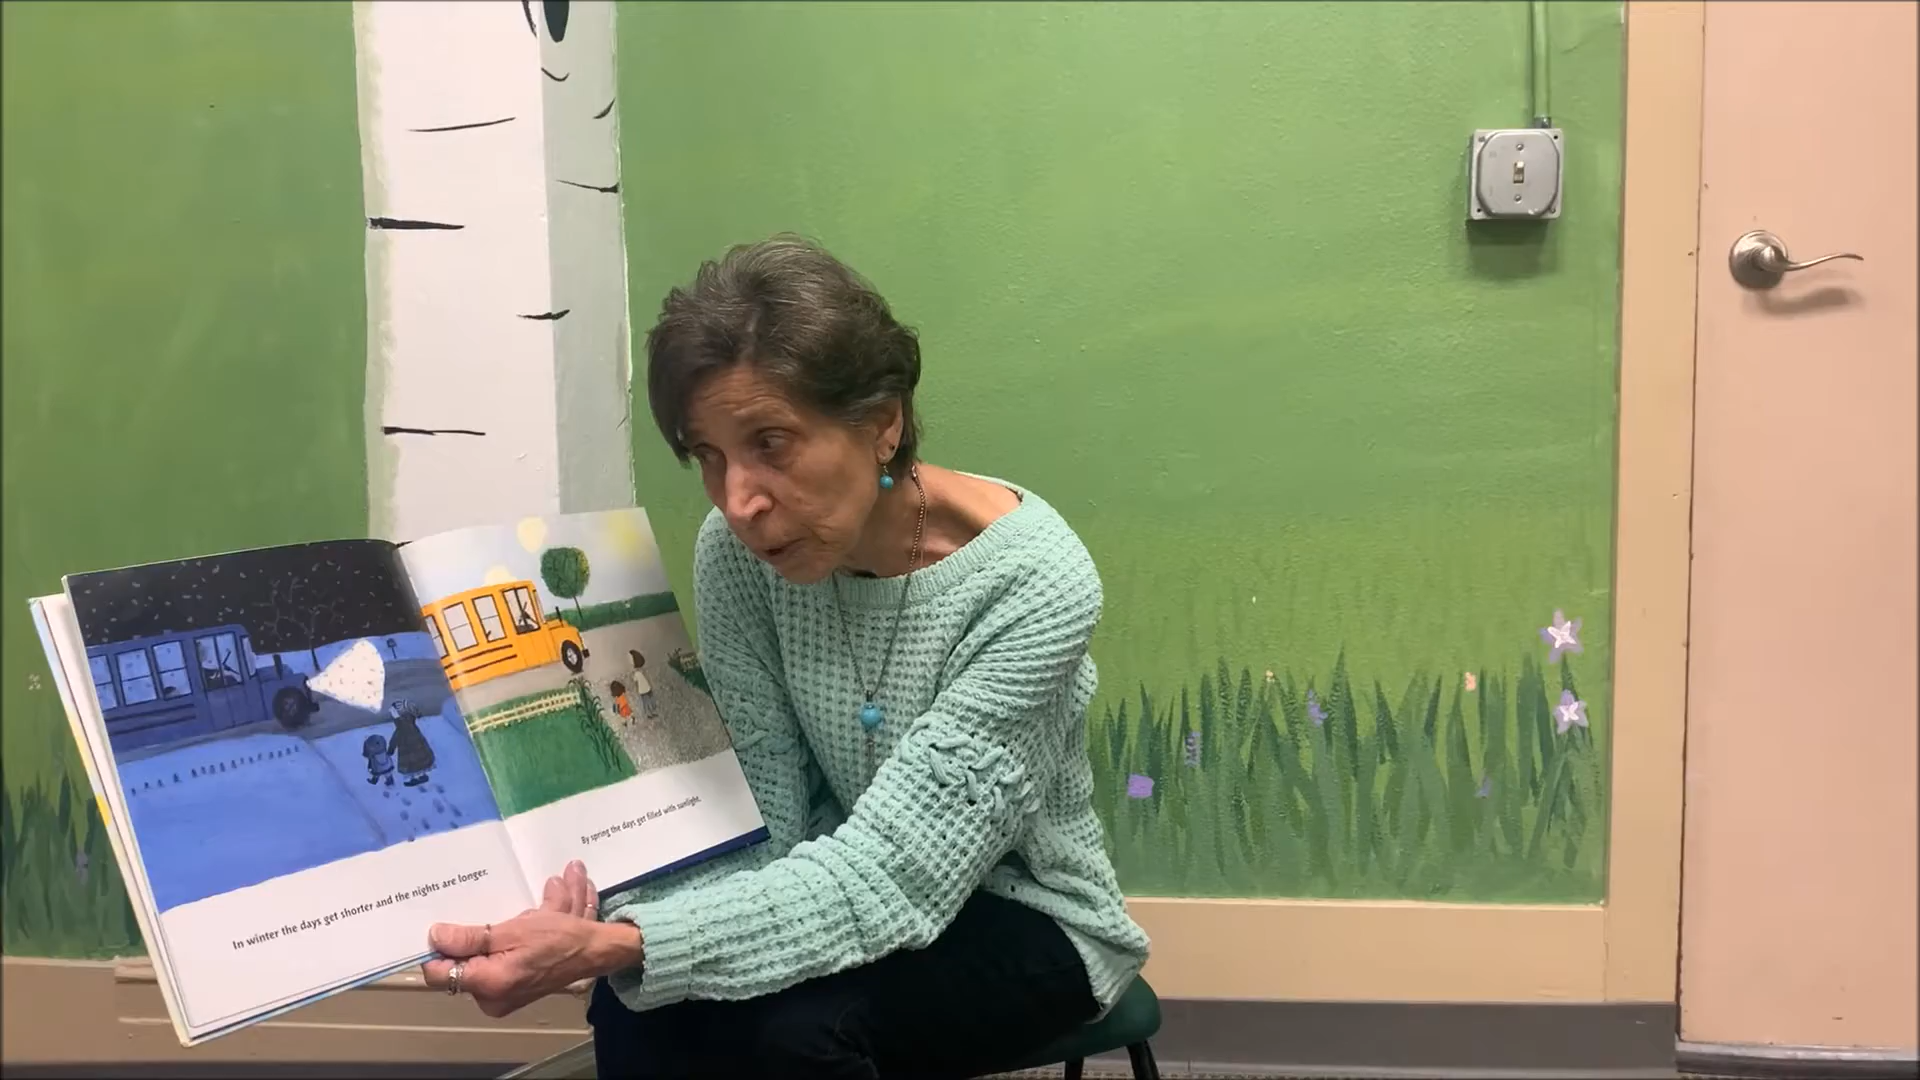 In winter the days get shorter and the nights are longer.
By spring the days get filled with sunlight.